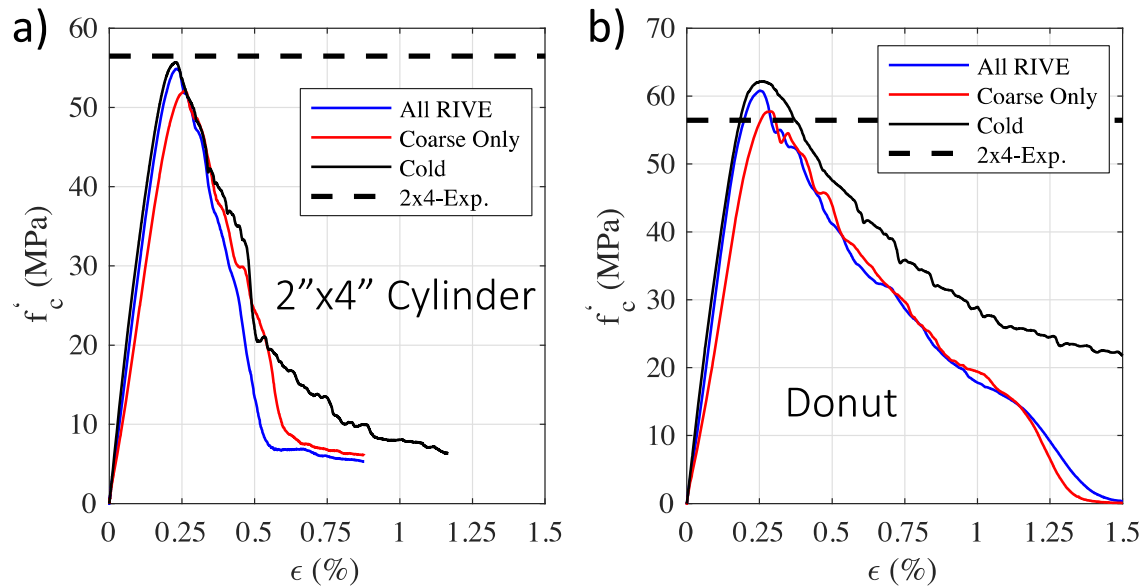 a)
f'c (MPa)
60
50
40
30
20
10
0
All RIVE
Coarse Only
Cold
2x4-Exp.
2”x4” Cylinder
0 0.25 0.5 0.75 1 1.25 1.5
ϵ (%)
b)
f'c (MPa)
70
60
50
40
30
20
10
0
All RIVE
Coarse Only
Cold
2x4-Exp.
Donut
0 0.25 0.5 0.75 1 1.25 1.5
ϵ (%)